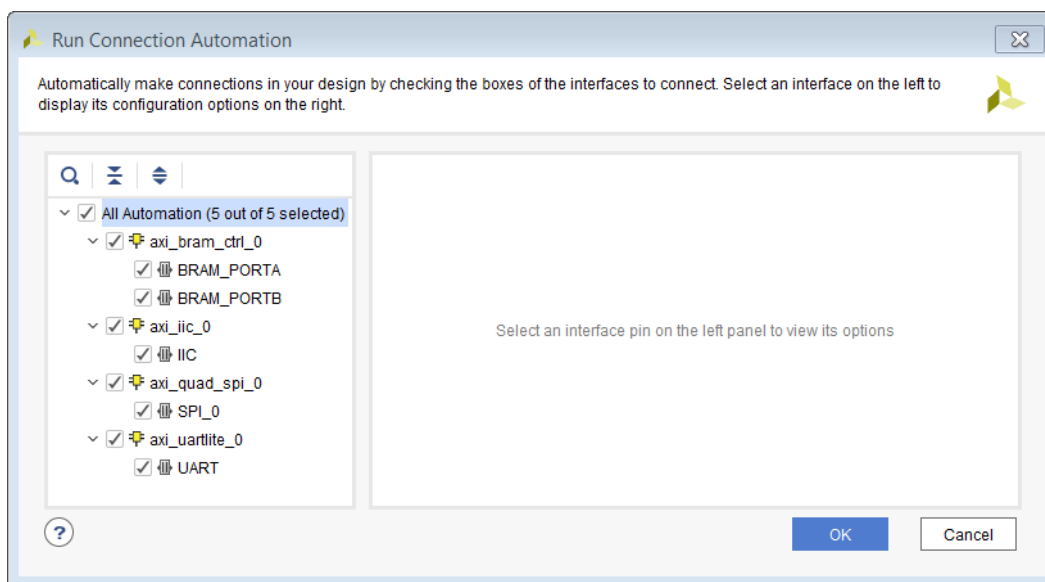 Run Connection Automation
Automatically make connections in your design by checking the boxes of the interfaces to connect. Select an interface on the left to
display its configuration options on the right.
All Automation (5 out of 5 selected)
axi_bram_ctrl_0
BRAM_PORTA
BRAM_PORTB
axi_iic_0
IIC
axi_quad_spi_0
SPI_0
axi_uartlite_0
UART
Select an interface pin on the left panel to view its options
?
OK
Cancel